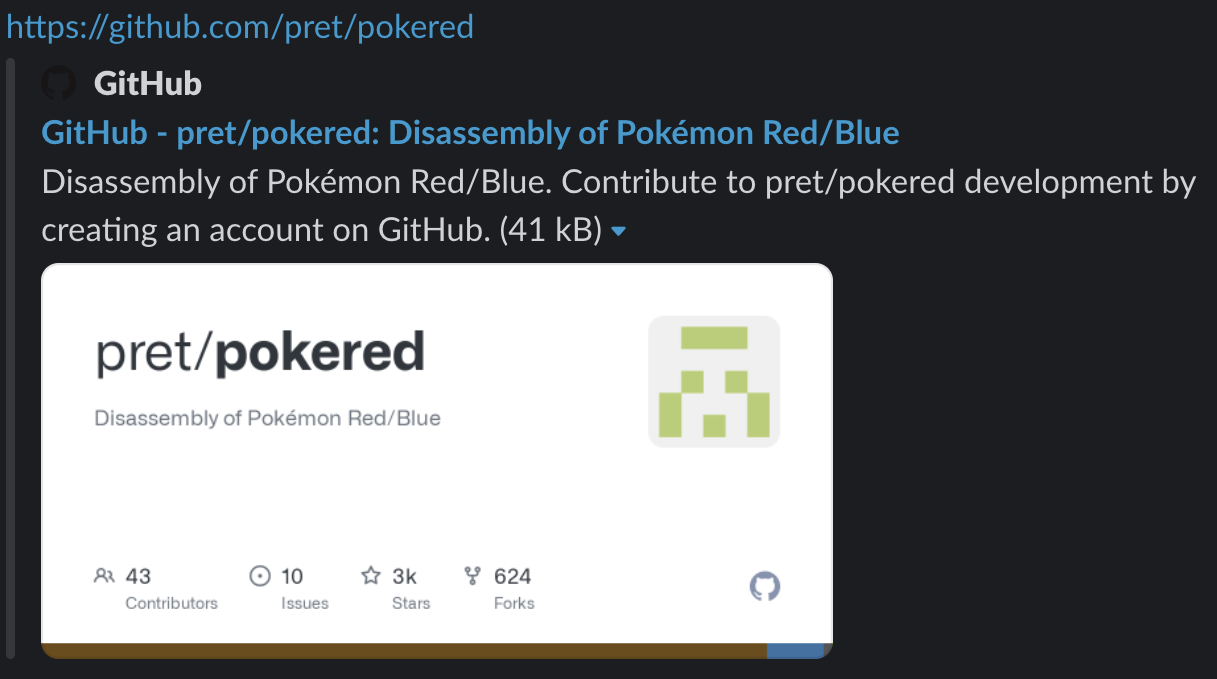 https://github.com/pret/pokered
GitHub
GitHub - pret/pokered: Disassembly of Pokémon Red/Blue
Disassembly of Pokémon Red/Blue. Contribute to pret/pokered development by
creating an account on GitHub. (41 kB)
pret/pokered
Disassembly of Pokémon Red/Blue
43 10 3k 624
Contributors Issues Stars Forks